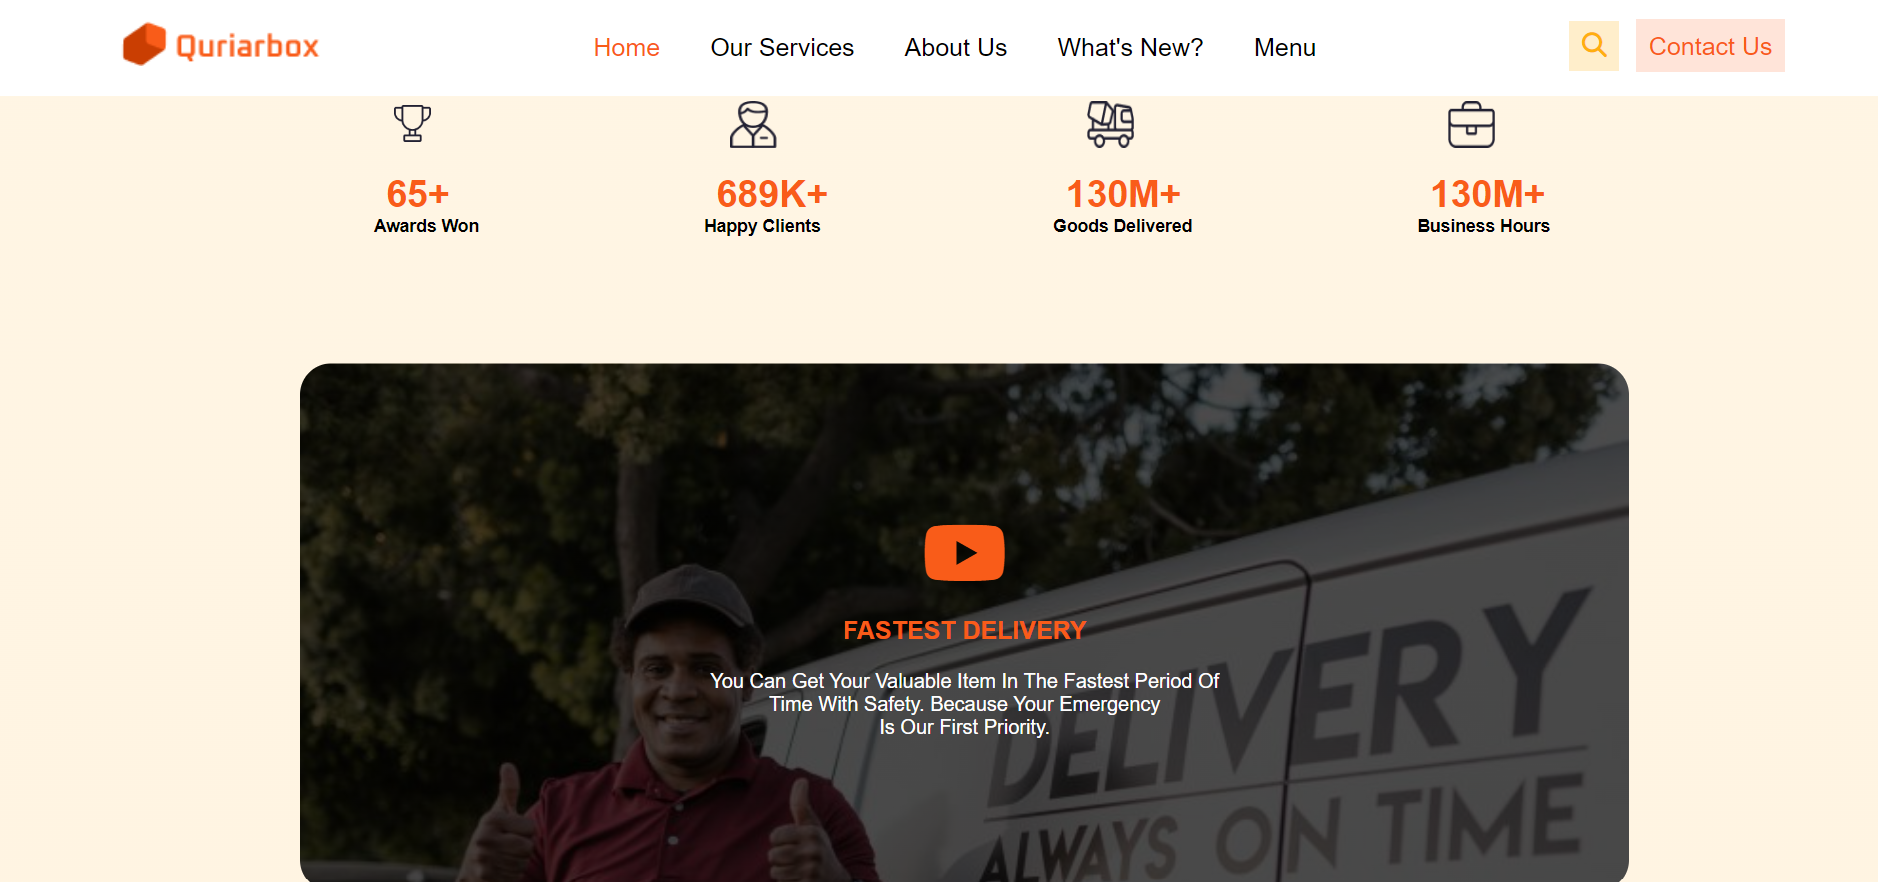 Quriarbox
Home
Our Services
About Us
What's New?
Menu
Contact Us
65+
Awards Won
689K+
Happy Clients
130M+
Goods Delivered
130M+
Business Hours
FASTEST DELIVERY
You Can Get Your Valuable Item In The Fastest Period Of
Time With Safety. Because Your Emergency
Is Our First Priority.
DELIVERY
ALWAYS ON TIME